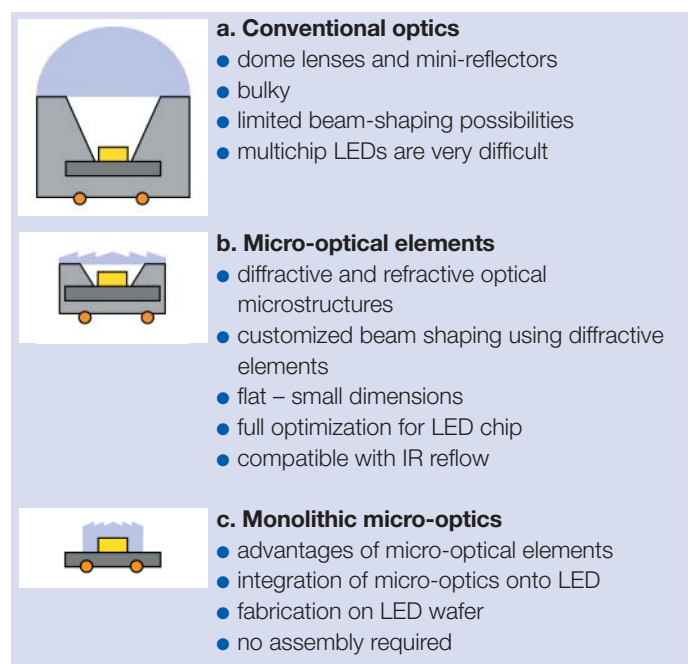 a. Conventional optics
● dome lenses and mini-reflectors
● bulky
● limited beam-shaping possibilities
● multichip LEDs are very difficult
b. Micro-optical elements
● diffractive and refractive optical
microstructures
● customized beam shaping using diffractive
elements
● flat – small dimensions
● full optimization for LED chip
● compatible with IR reflow
c. Monolithic micro-optics
● advantages of micro-optical elements
● integration of micro-optics onto LED
● fabrication on LED wafer
● no assembly required